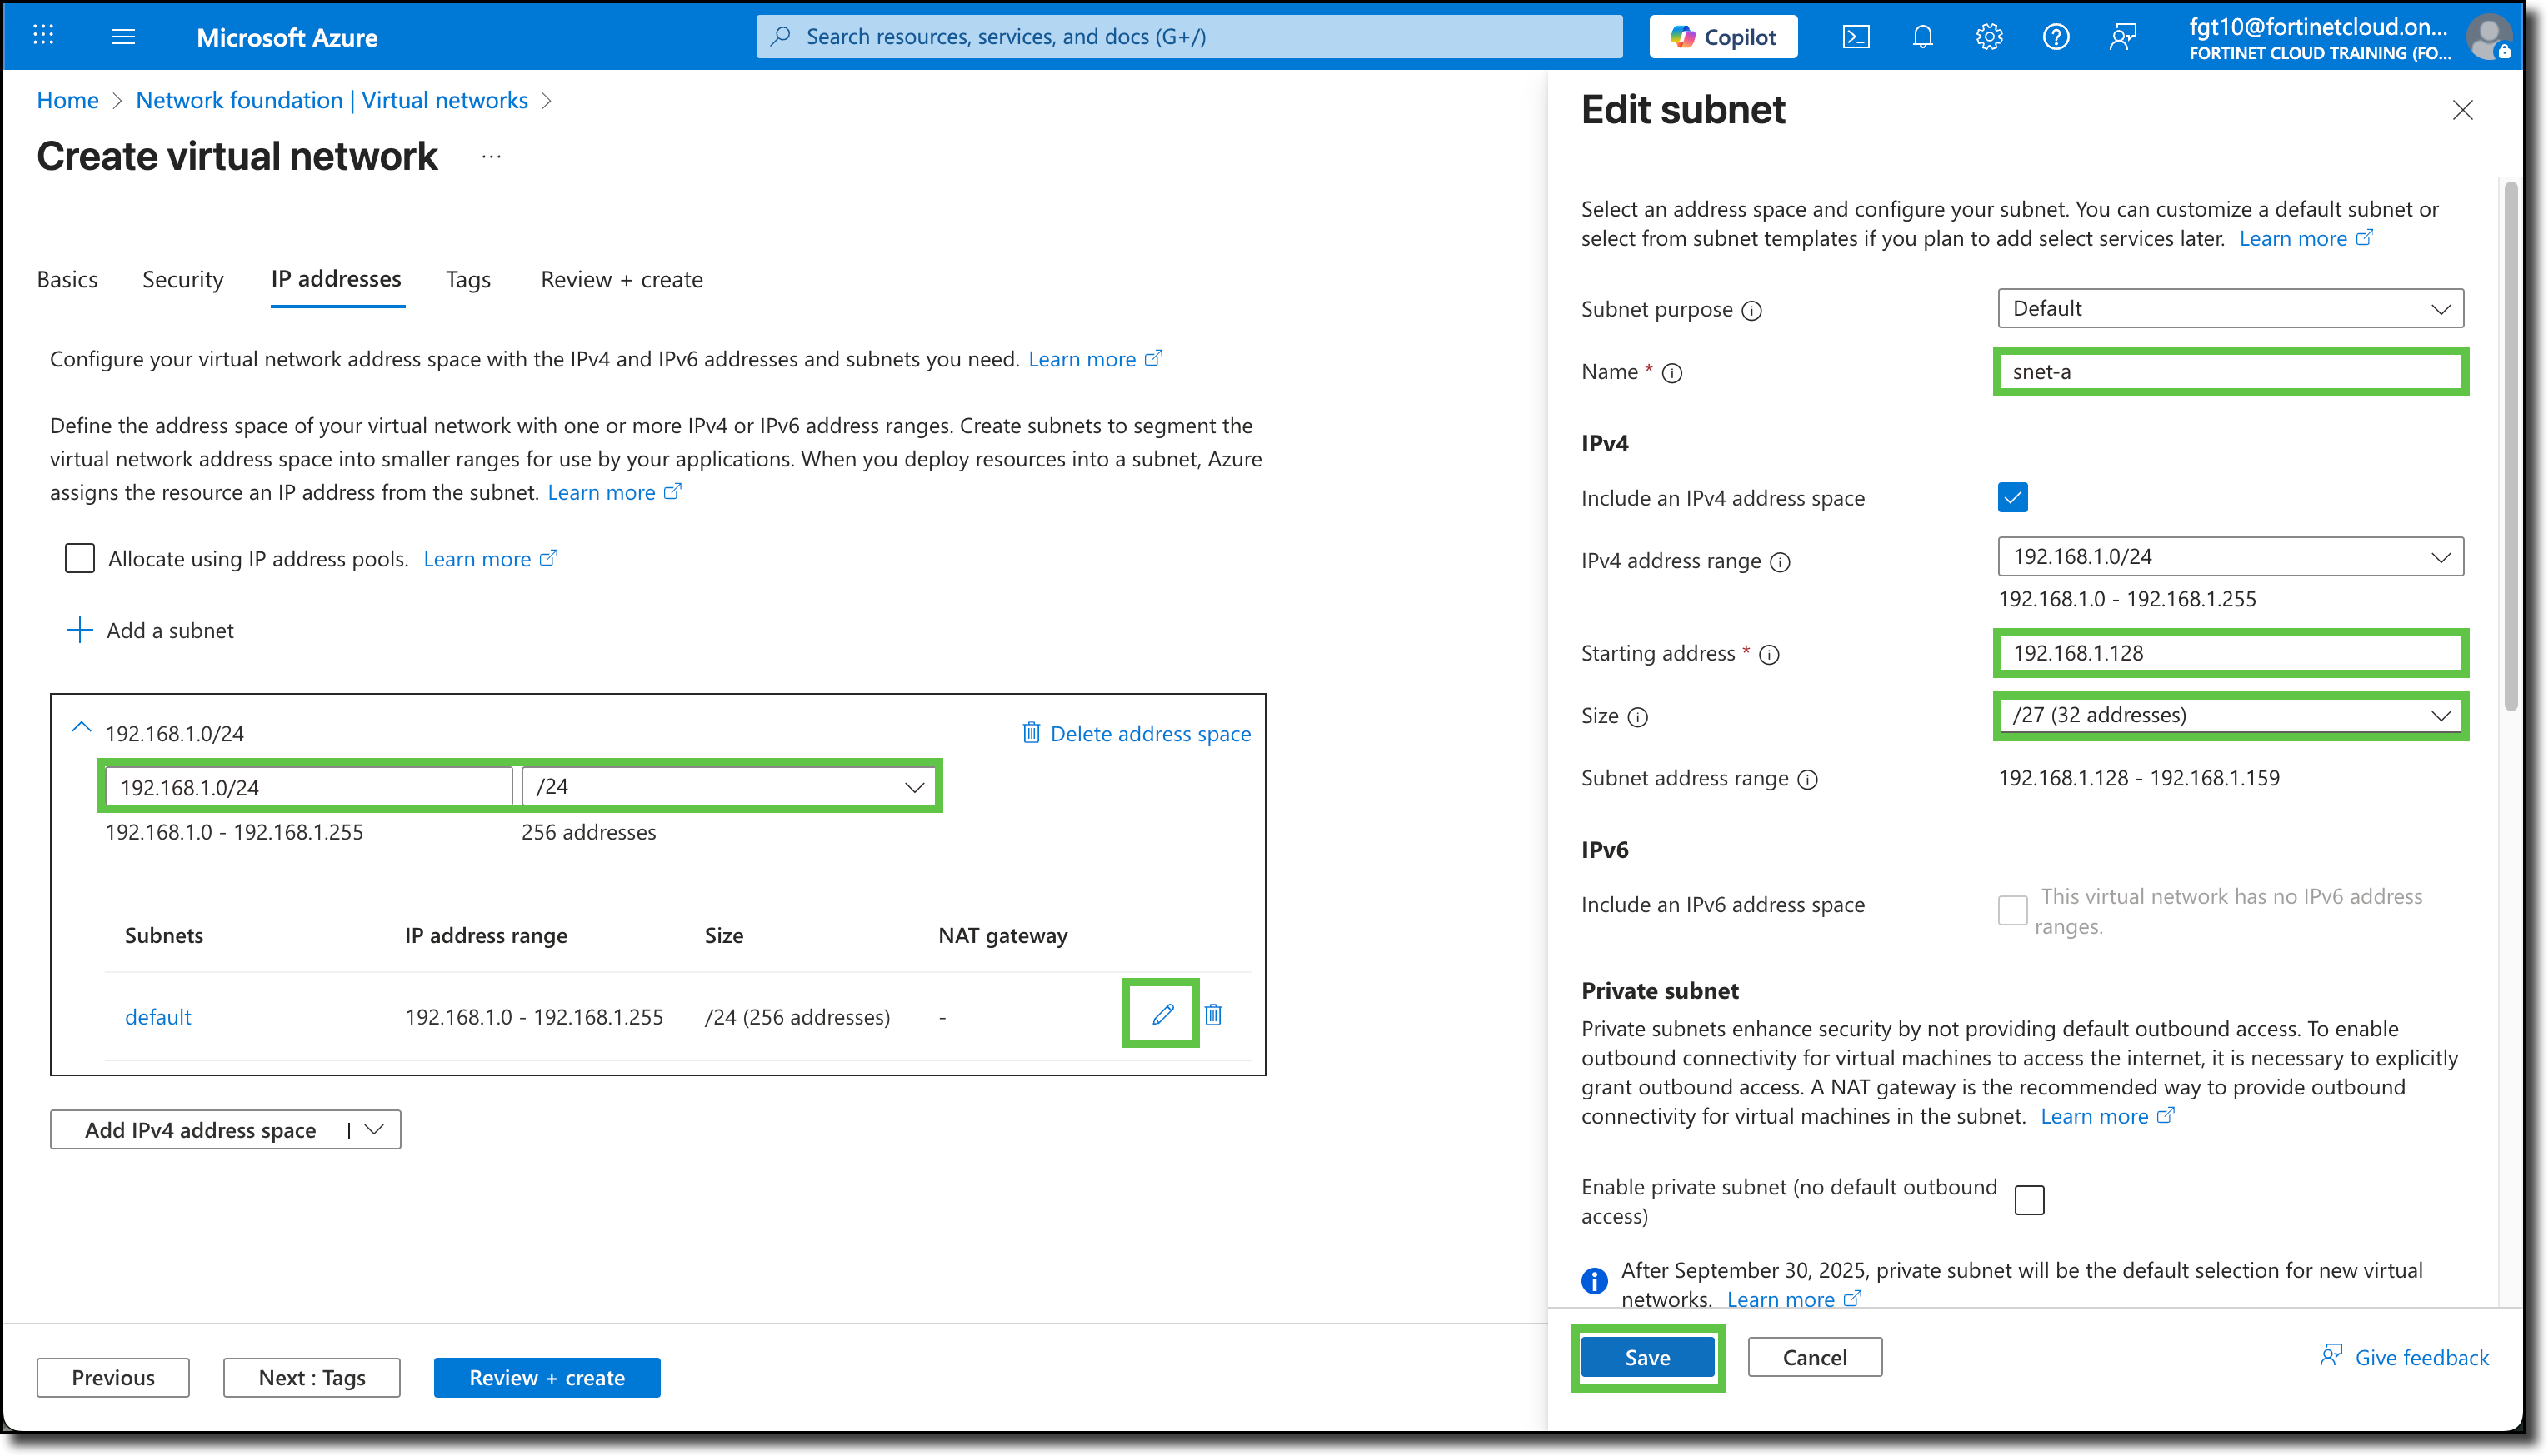 Microsoft Azure
Search resources, services, and docs (G+/)
Copilot
fgt10@fortinetcloud.on...
FORTINET CLOUD TRAINING (FO...
Home > Network foundation | Virtual networks >
Create virtual network ...
Basics Security IP addresses Tags Review + create
Configure your virtual network address space with the IPv4 and IPv6 addresses and subnets you need. Learn more
Define the address space of your virtual network with one or more IPv4 or IPv6 address ranges. Create subnets to segment the
virtual network address space into smaller ranges for use by your applications. When you deploy resources into a subnet, Azure
assigns the resource an IP address from the subnet. Learn more
Allocate using IP address pools. Learn more
Add a subnet
192.168.1.0/24 Delete address space
192.168.1.0/24 /24
192.168.1.0 - 192.168.1.255 256 addresses
Subnets IP address range Size NAT gateway
default 192.168.1.0 - 192.168.1.255 /24 (256 addresses) -
Add IPv4 address space |
Previous Next : Tags Review + create
Edit subnet
Select an address space and configure your subnet. You can customize a default subnet or
select from subnet templates if you plan to add select services later. Learn more
Subnet purpose Default
Name * snet-a
IPv4
Include an IPv4 address space
IPv4 address range 192.168.1.0/24
192.168.1.0 - 192.168.1.255
Starting address * 192.168.1.128
Size /27 (32 addresses)
Subnet address range 192.168.1.128 - 192.168.1.159
IPv6
Include an IPv6 address space This virtual network has no IPv6 address
ranges.
Private subnet
Private subnets enhance security by not providing default outbound access. To enable
outbound connectivity for virtual machines to access the internet, it is necessary to explicitly
grant outbound access. A NAT gateway is the recommended way to provide outbound
connectivity for virtual machines in the subnet. Learn more
Enable private subnet (no default outbound
access)
After September 30, 2025, private subnet will be the default selection for new virtual
networks. Learn more
Save Cancel Give feedback